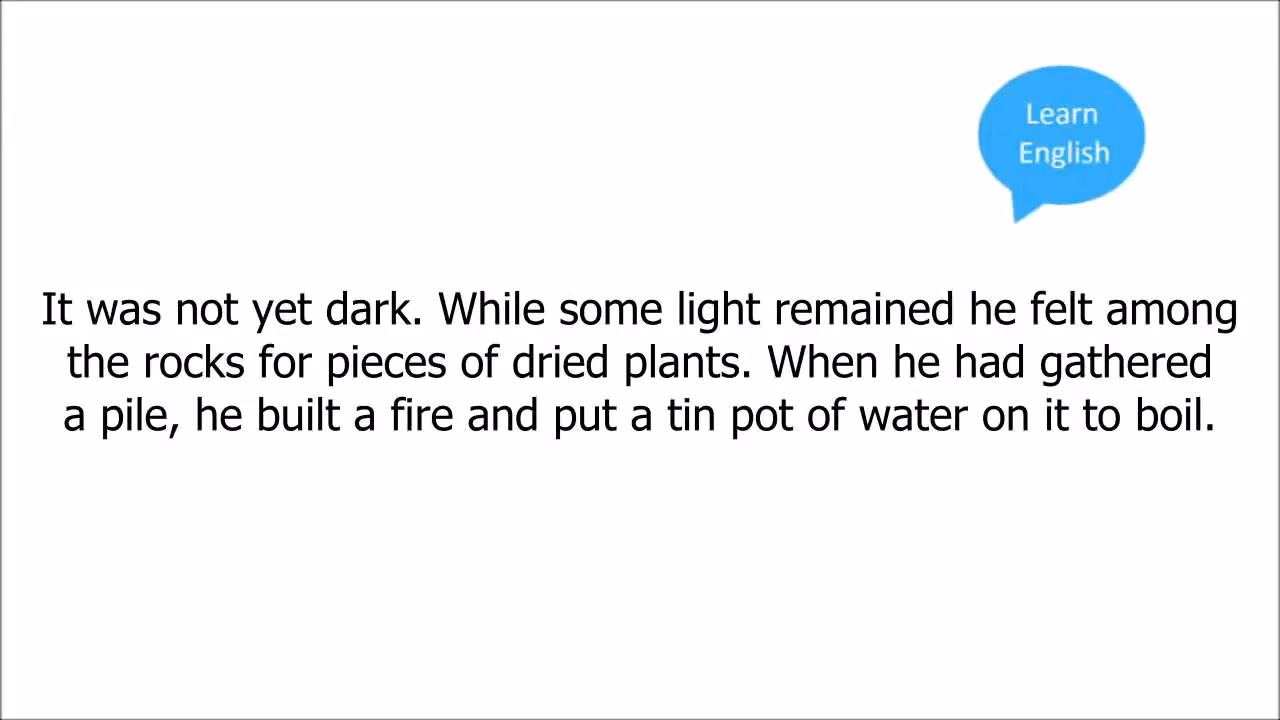 Learn
English
It was not yet dark. While some light remained he felt among
the rocks for pieces of dried plants. When he had gathered
a pile, he built a fire and put a tin pot of water on it to boil.